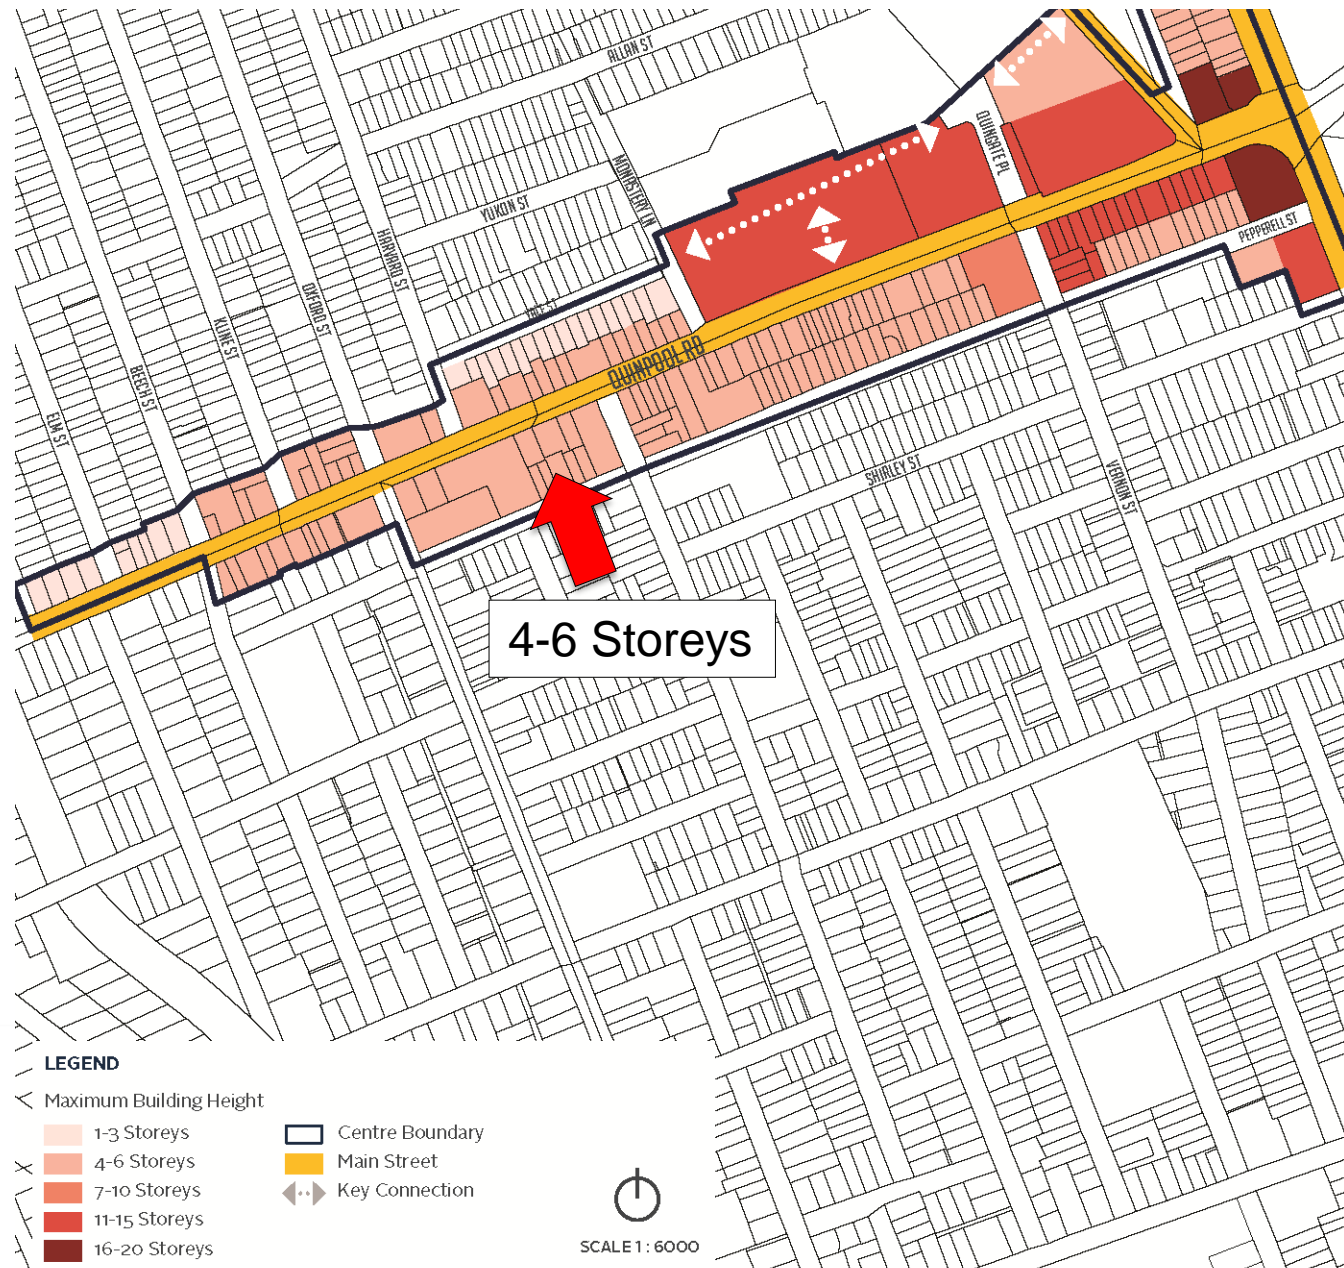 ALLAN ST
QUINGATE PL
MONASTERY LN
YUKON ST
PEPPERELL ST
HARVARD ST
OXFORD ST
KLINE ST
QUINPOOL RD
BEECH ST
ELM ST
SHIRLEY ST
VERNON ST
4-6 Storeys
LEGEND
Maximum Building Height
1-3 Storeys
4-6 Storeys
7-10 Storeys
11-15 Storeys
16-20 Storeys
Centre Boundary
Main Street
Key Connection
SCALE 1 : 6000